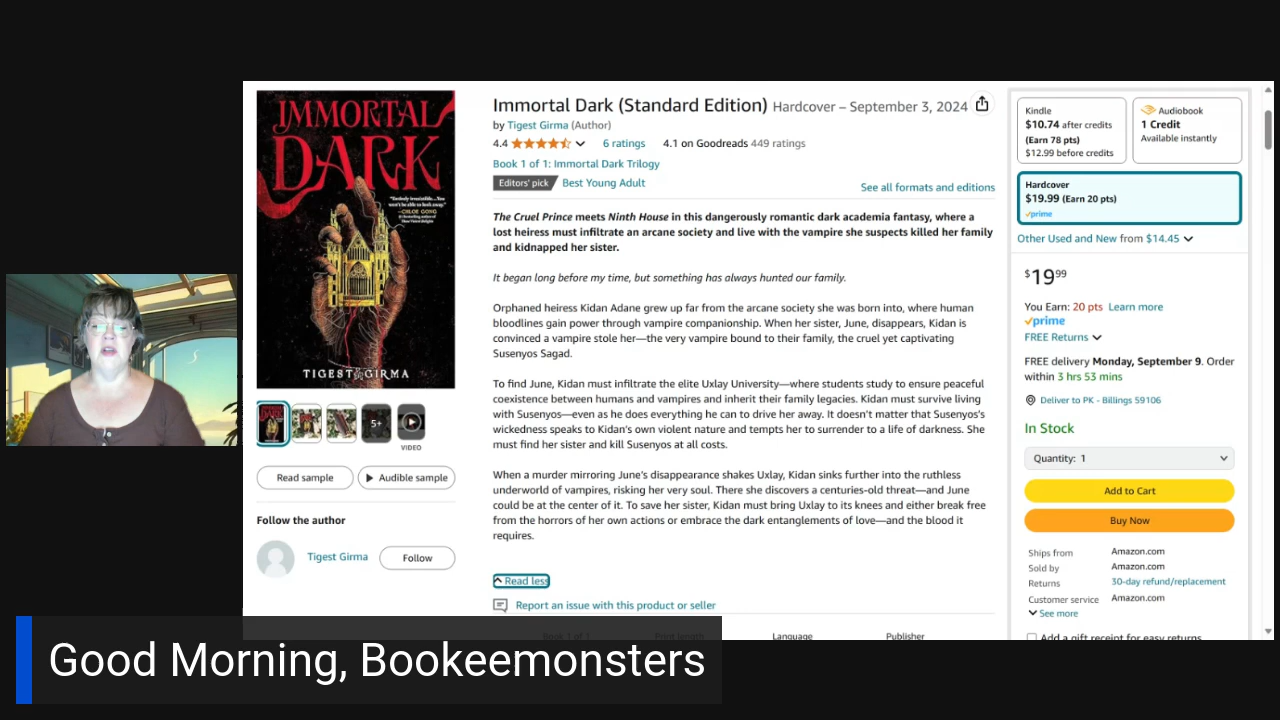 IMMORTAL
DARK
"Entirely irresistible...You
won't be able to look away."
—CHLOE GONG
TIGEST GIRMA
5+
VIDEO
Read sample
Audible sample
Follow the author
Tigest Girma
Follow
Immortal Dark (Standard Edition) Hardcover – September 3, 2024
by Tigest Girma (Author)
4.4 6 ratings 4.1 on Goodreads 449 ratings
Book 1 of 1: Immortal Dark Trilogy
Editors' pick Best Young Adult
See all formats and editions
The Cruel Prince meets Ninth House in this dangerously romantic dark academia fantasy, where a
lost heiress must infiltrate an arcane society and live with the vampire she suspects killed her family
and kidnapped her sister.
It began long before my time, but something has always hunted our family.
Orphaned heiress Kidan Adane grew up far from the arcane society she was born into, where human
bloodlines gain power through vampire companionship. When her sister, June, disappears, Kidan is
convinced a vampire stole her—the very vampire bound to their family, the cruel yet captivating
Susenyos Sagad.
To find June, Kidan must infiltrate the elite Uxlay University—where students study to ensure peaceful
coexistence between humans and vampires and inherit their family legacies. Kidan must survive living
with Susenyos—even as he does everything he can to drive her away. It doesn't matter that Susenyos's
wickedness speaks to Kidan's own violent nature and tempts her to surrender to a life of darkness. She
must find her sister and kill Susenyos at all costs.
When a murder mirroring June's disappearance shakes Uxlay, Kidan sinks further into the ruthless
underworld of vampires, risking her very soul. There she discovers a centuries-old threat—and June
could be at the center of it. To save her sister, Kidan must bring Uxlay to its knees and either break free
from the horrors of her own actions or embrace the dark entanglements of love—and the blood it
requires.
Read less
Report an issue with this product or seller
Book 1 of 1 Print length Language Publisher
Kindle
$10.74 after credits
(Earn 78 pts)
$12.99 before credits
Audiobook
1 Credit
Available instantly
Hardcover
$19.99 (Earn 20 pts)
prime
Other Used and New from $14.45
$19 99
You Earn: 20 pts Learn more
prime
FREE Returns
FREE delivery Monday, September 9. Order
within 3 hrs 53 mins
Deliver to PK - Billings 59106
In Stock
Quantity: 1
Add to Cart
Buy Now
Ships from Amazon.com
Sold by Amazon.com
Returns 30-day refund/replacement
Customer service Amazon.com
See more
Add a gift receipt for easy returns
Good Morning, Bookeemonsters